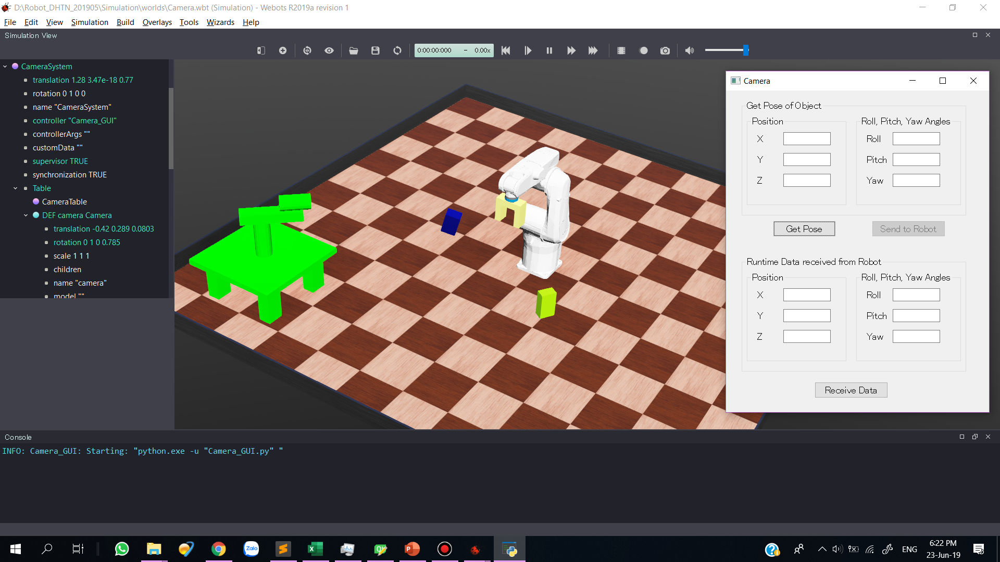 D:\Robot_DHTN_201905\Simulation\worlds\Camera.wbt (Simulation) - Webots R2019a revision 1
File Edit View Simulation Build Overlays Tools Wizards Help
Simulation View
0:00:00:000 - 0.00x
CameraSystem
translation 1.28 3.47e-18 0.77
rotation 0 1 0 0
name "CameraSystem"
controller "Camera_GUI"
controllerArgs ""
customData ""
supervisor TRUE
synchronization TRUE
Table
CameraTable
DEF camera Camera
translation -0.42 0.289 0.0803
rotation 0 1 0 0.785
scale 1 1 1
children
name "camera"
model ""
Camera
Get Pose of Object
Position
X
Y
Z
Roll, Pitch, Yaw Angles
Roll
Pitch
Yaw
Get Pose
Send to Robot
Runtime Data received from Robot
Position
X
Y
Z
Roll, Pitch, Yaw Angles
Roll
Pitch
Yaw
Receive Data
Console
INFO: Camera_GUI: Starting: "python.exe -u "Camera_GUI.py" "
Zalo
ENG
6:22 PM
23-Jun-19